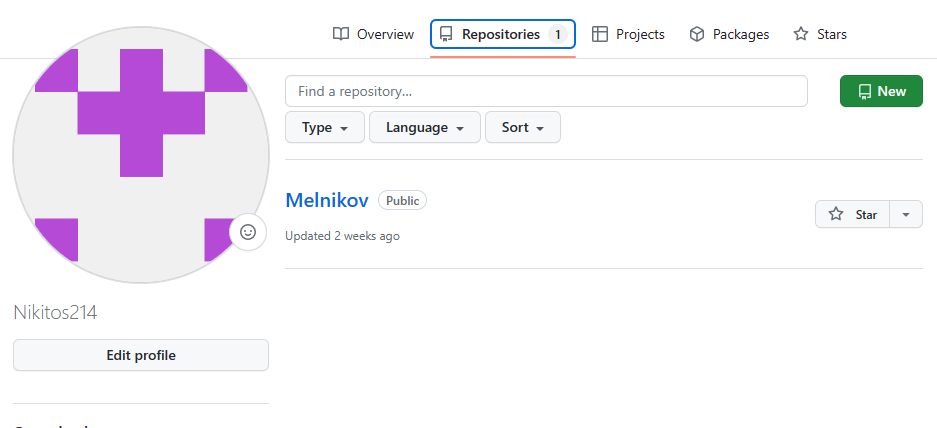 Overview Repositories 1 Projects Packages Stars
Find a repository...
New
Type Language Sort
Melnikov Public
Star
Updated 2 weeks ago
Nikitos214
Edit profile